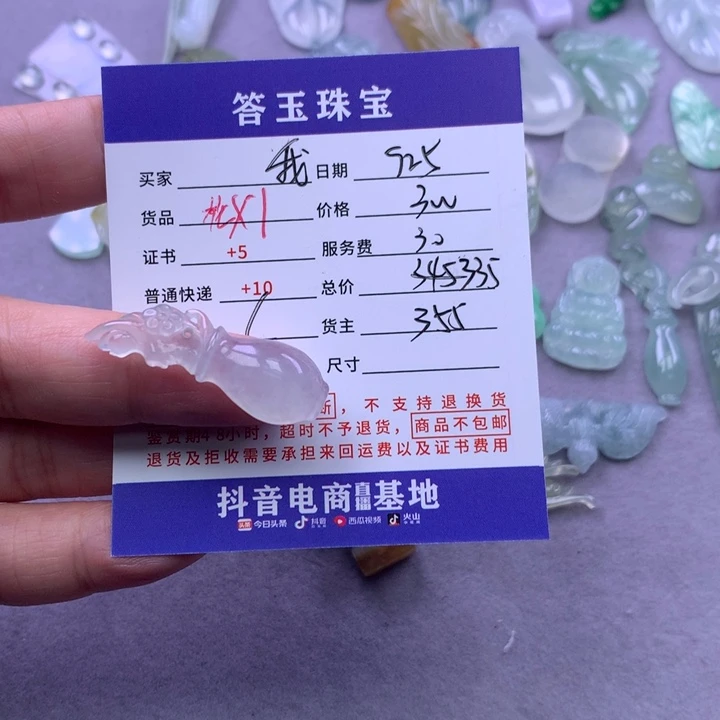 答玉珠宝
买家 我 日期 925
货品 X1 价格 300
证书 +5 服务费 30
普通快递 +10 总价 345335
货主 355
尺寸
新，不支持退换货
鉴赏期48小时，超时不予退货，商品不包邮
退货及拒收需要承担来回运费以及证书费用
抖音电商直播基地
头条 今日头条 抖音 西瓜视频 火山